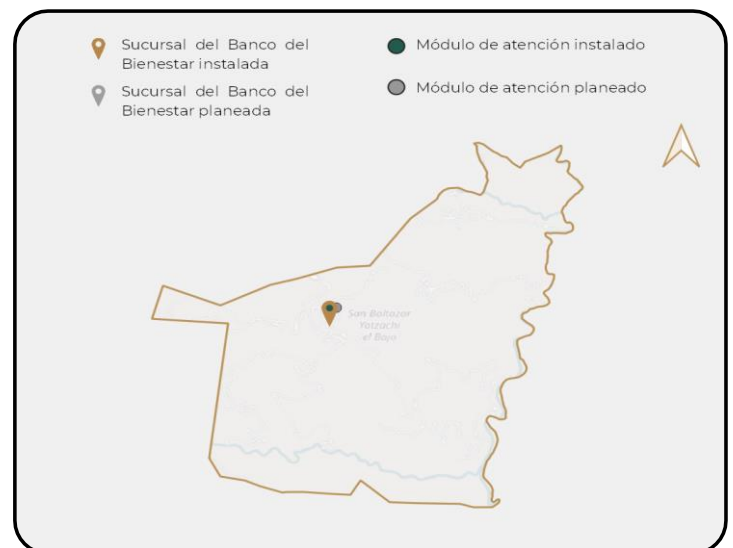 Sucursal del Banco del
Bienestar instalada
Sucursal del Banco del
Bienestar planeada
Módulo de atención instalado
Módulo de atención planeado
San Baltazar
Yatzachi
el Bajo